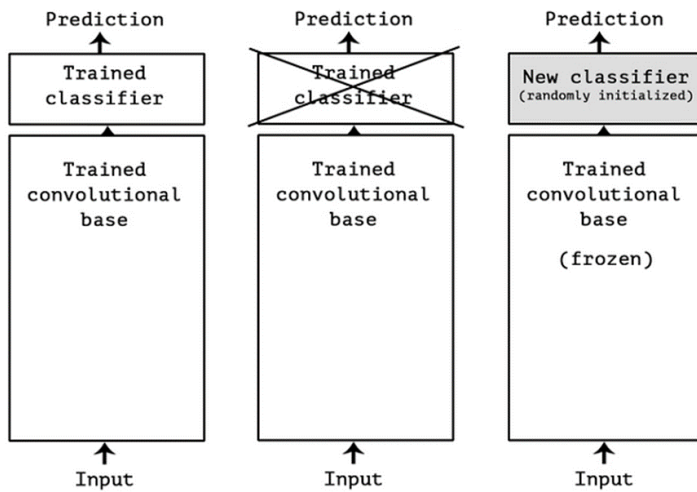 Prediction
Trained
classifier
Trained
convolutional
base
Input
Prediction
Trained
classifier
Trained
convolutional
base
Input
Prediction
New classifier
(randomly initialized)
Trained
convolutional
base
(frozen)
Input